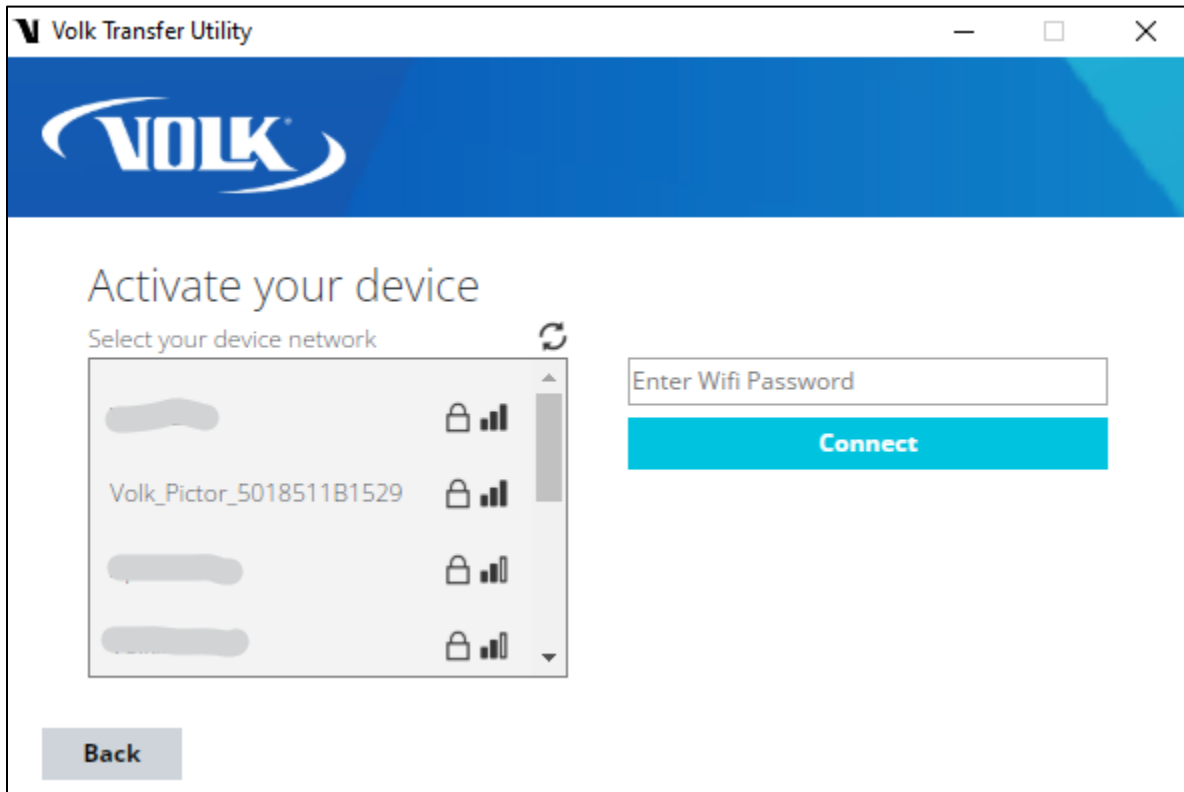 Volk Transfer Utility
VOLK
Activate your device
Select your device network
Enter Wifi Password
Connect
Volk_Pictor_5018511B1529
Back